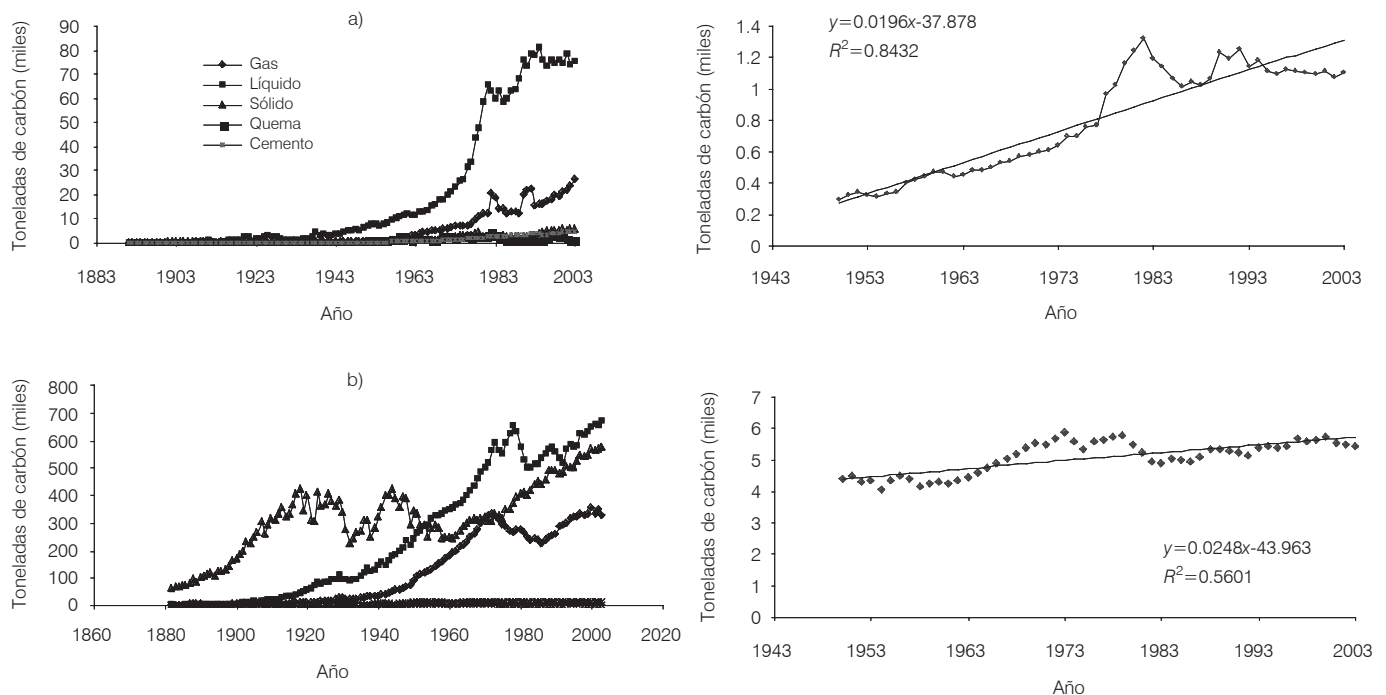 a)
Toneladas de carbón (miles)
90
80
70
60
50
40
30
20
10
0
Gas
Líquido
Sólido
Quema
Cemento
1883 1903 1923 1943 1963 1983 2003
Año
y=0.0196x-37.878
R²=0.8432
Toneladas de carbón (miles)
1.4
1.2
1
0.8
0.6
0.4
0.2
0
1943 1953 1963 1973 1983 1993 2003
Año
b)
Toneladas de carbón (miles)
800
700
600
500
400
300
200
100
0
1860 1880 1900 1920 1940 1960 1980 2000 2020
Año
Toneladas de carbón (miles)
7
6
5
4
3
2
1
0
y=0.0248x-43.963
R²=0.5601
1943 1953 1963 1973 1983 1993 2003
Año